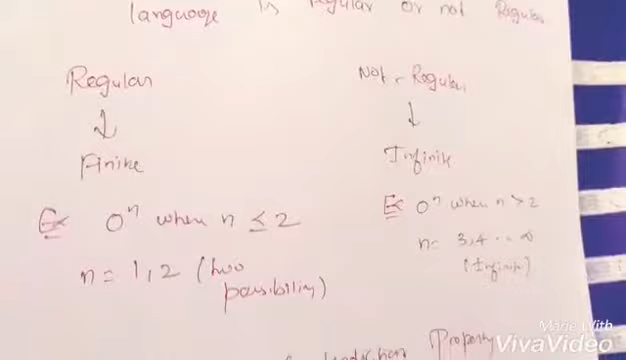 language is regular or not Regular
Regular
↓
Finite
Ex 0ⁿ when n ≤ 2
n = 1, 2 (two
possibility)
Not - Regular
↓
Infinite
Ex 0ⁿ when n > 2
n = 3, 4 .. ∞
(Infinite)
Property
Made With
VivaVideo